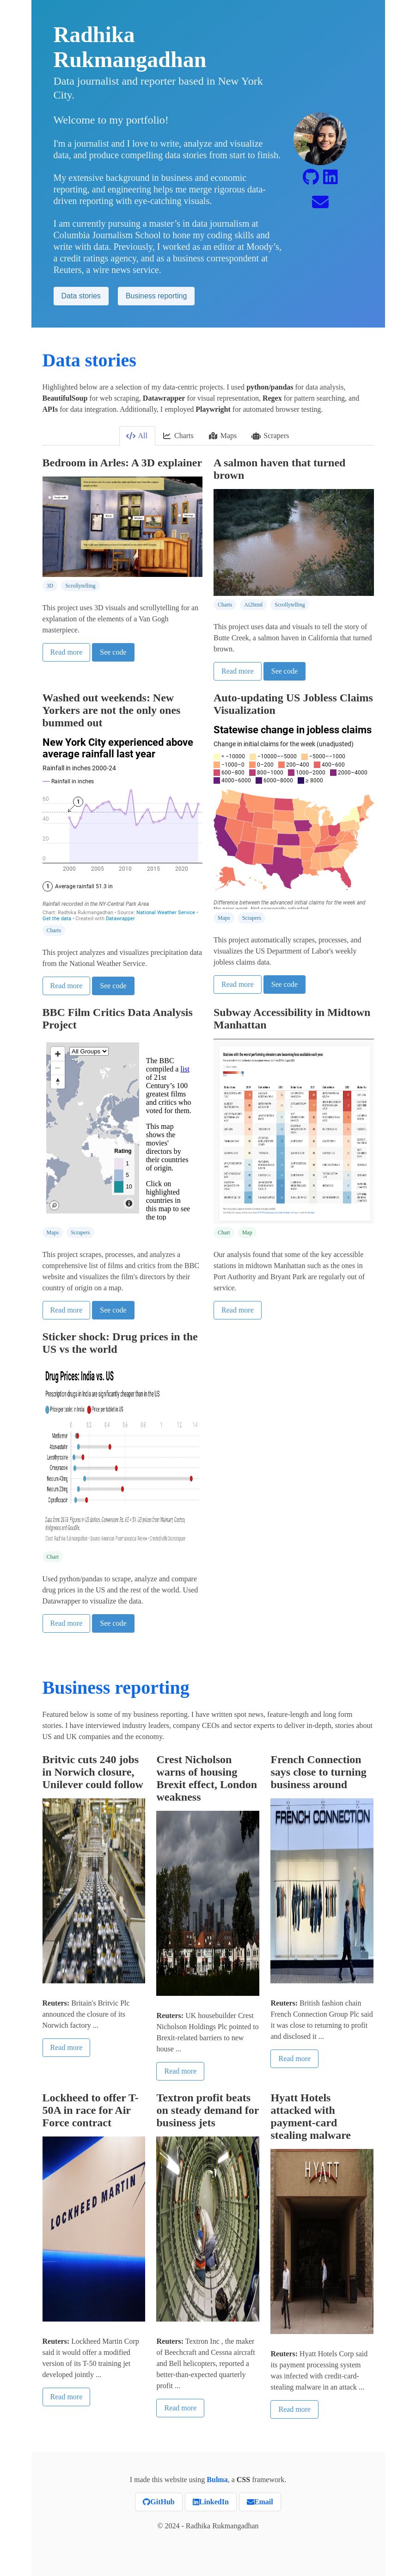 Radhika
Rukmangadhan
Data journalist and reporter based in New York
City.
Welcome to my portfolio!
I'm a journalist and I love to write, analyze and visualize
data, and produce compelling data stories from start to finish.
My extensive background in business and economic
reporting, and engineering helps me merge rigorous data-
driven reporting with eye-catching visuals.
I am currently pursuing a master’s in data journalism at
Columbia Journalism School to hone my coding skills and
write with data. Previously, I worked as an editor at Moody’s,
a credit ratings agency, and as a business correspondent at
Reuters, a wire news service.
Data stories
Business reporting
Data stories
Highlighted below are a selection of my data-centric projects. I used python/pandas for data analysis,
BeautifulSoup for web scraping, Datawrapper for visual representation, Regex for pattern searching, and
APIs for data integration. Additionally, I employed Playwright for automated browser testing.
All
Charts
Maps
Scrapers
Bedroom in Arles: A 3D explainer
3D
Scrollytelling
This project uses 3D visuals and scrollytelling for an
explanation of the elements of a Van Gogh
masterpiece.
Read more
See code
A salmon haven that turned
brown
Charts
Ai2html
Scrollytelling
This project uses data and visuals to tell the story of
Butte Creek, a salmon haven in California that turned
brown.
Read more
See code
Washed out weekends: New
Yorkers are not the only ones
bummed out
New York City experienced above
average rainfall last year
Rainfall in inches 2000-24
Rainfall in inches
60
40
20
0
1
2000
2005
2010
2015
2020
1 Average rainfall 51.3 in
Rainfall recorded in the NY-Central Park Area
Chart: Radhika Rukmangadhan • Source: National Weather Service •
Get the data • Created with Datawrapper
Charts
This project analyzes and visualizes precipitation data
from the National Weather Service.
Read more
See code
Auto-updating US Jobless Claims
Visualization
Statewise change in jobless claims
Change in initial claims for the week (unadjusted)
< −10000
−10000–−5000
−5000–−1000
−1000–0
0–200
200–400
400–600
600–800
800–1000
1000–2000
2000–4000
4000–6000
6000–8000
≥ 8000
Difference between the advanced initial claims for the week and
Maps
Scrapers
This project automatically scrapes, processes, and
visualizes the US Department of Labor's weekly
jobless claims data.
Read more
See code
BBC Film Critics Data Analysis
Project
All Groups
Rating
1
5
10
The BBC
compiled a list
of 21st
Century’s 100
greatest films
and critics who
voted for them.
This map
shows the
movies'
directors by
their countries
of origin.
Click on
highlighted
countries in
this map to see
the top
Maps
Scrapers
This project scrapes, processes, and analyzes a
comprehensive list of films and critics from the BBC
website and visualizes the film's directors by their
country of origin on a map.
Read more
See code
Subway Accessibility in Midtown
Manhattan
Chart
Map
Our analysis found that some of the key accessible
stations in midtown Manhattan such as the ones in
Port Authority and Bryant Park are regularly out of
service.
Read more
Sticker shock: Drug prices in the
US vs the world
Drug Prices: India vs. US
Prescription drugs in India are significantly cheaper than in the US
Price per tablet in India
Price per tablet in US
0
0.2
0.4
0.6
0.8
1
1.2
1.4
Metformin
Atorvastatin
Levothyroxine
Omeprazole
Chart
Used python/pandas to scrape, analyze and compare
drug prices in the US and the rest of the world. Used
Datawrapper to visualize the data.
Read more
See code
Business reporting
Featured below is some of my business reporting. I have written spot news, feature-length and long form
stories. I have interviewed industry leaders, company CEOs and sector experts to deliver in-depth, stories about
US and UK companies and the economy.
Britvic cuts 240 jobs
in Norwich closure,
Unilever could follow
Reuters: Britain's Britvic Plc
announced the closure of its
Norwich factory ...
Read more
Crest Nicholson
warns of housing
Brexit effect, London
weakness
Reuters: UK housebuilder Crest
Nicholson Holdings Plc pointed to
Brexit-related barriers to new
house ...
Read more
French Connection
says close to turning
business around
FRENCH CONNECTION
Reuters: British fashion chain
French Connection Group Plc said
it was close to returning to profit
and disclosed it ...
Read more
Lockheed to offer T-
50A in race for Air
Force contract
LOCKHEED MARTIN
Reuters: Lockheed Martin Corp
said it would offer a modified
version of its T-50 training jet
developed jointly ...
Read more
Textron profit beats
on steady demand for
business jets
Reuters: Textron Inc , the maker
of Beechcraft and Cessna aircraft
and Bell helicopters, reported a
better-than-expected quarterly
profit ...
Read more
Hyatt Hotels
attacked with
payment-card
stealing malware
HYATT
Reuters: Hyatt Hotels Corp said
its payment processing system
was infected with credit-card-
stealing malware in an attack ...
Read more
I made this website using Bulma, a CSS framework.
GitHub
LinkedIn
Email
© 2024 - Radhika Rukmangadhan